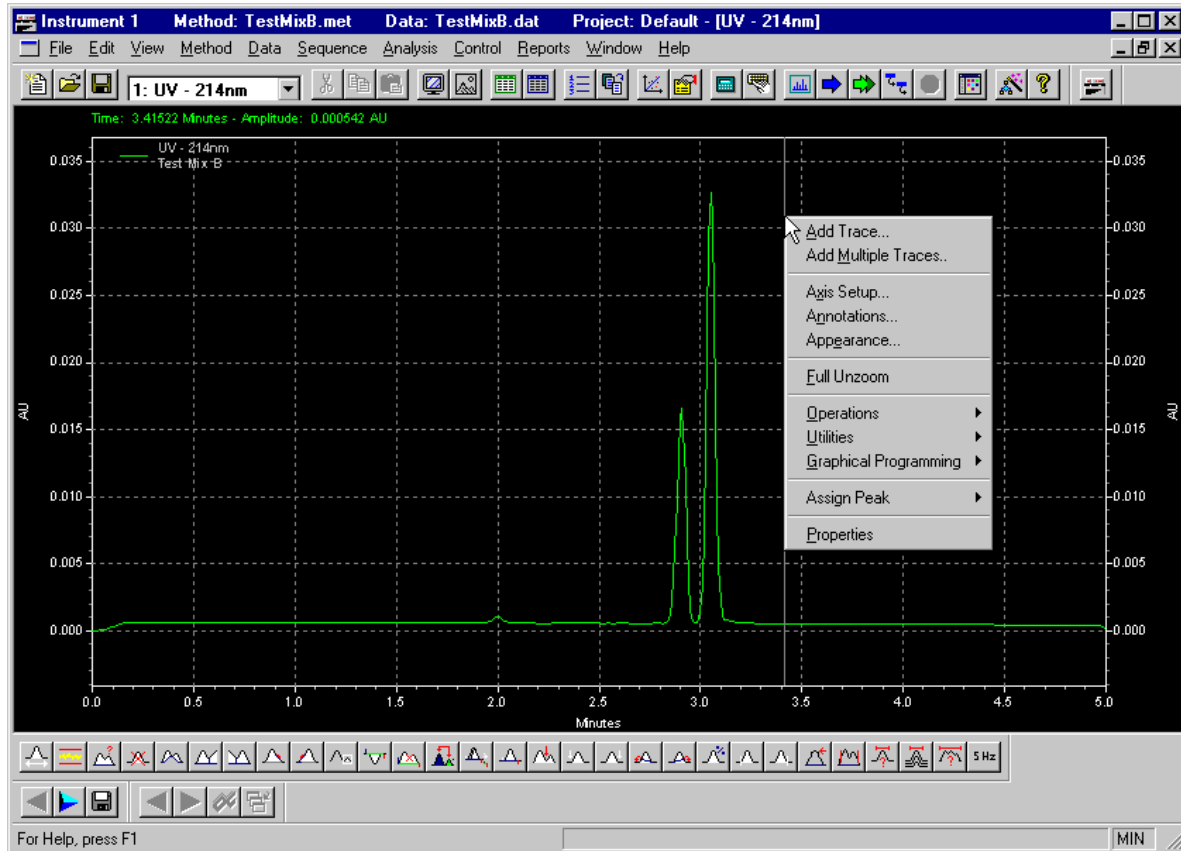 Instrument 1 Method: TestMixB.met Data: TestMixB.dat Project: Default - [UV - 214nm]
File Edit View Method Data Sequence Analysis Control Reports Window Help
1: UV - 214nm
Time: 3.41522 Minutes - Amplitude: 0.000542 AU
UV - 214nm
Test Mix B
0.035 0.035
0.030 0.030
0.025 0.025
0.020 0.020
0.015 0.015
0.010 0.010
0.005 0.005
0.000 0.000
AU
AU
Add Trace...
Add Multiple Traces..
Axis Setup...
Annotations...
Appearance...
Full Unzoom
Operations
Utilities
Graphical Programming
Assign Peak
Properties
0.0 0.5 1.0 1.5 2.0 2.5 3.0 3.5 4.0 4.5 5.0
Minutes
5 Hz
For Help, press F1
MIN